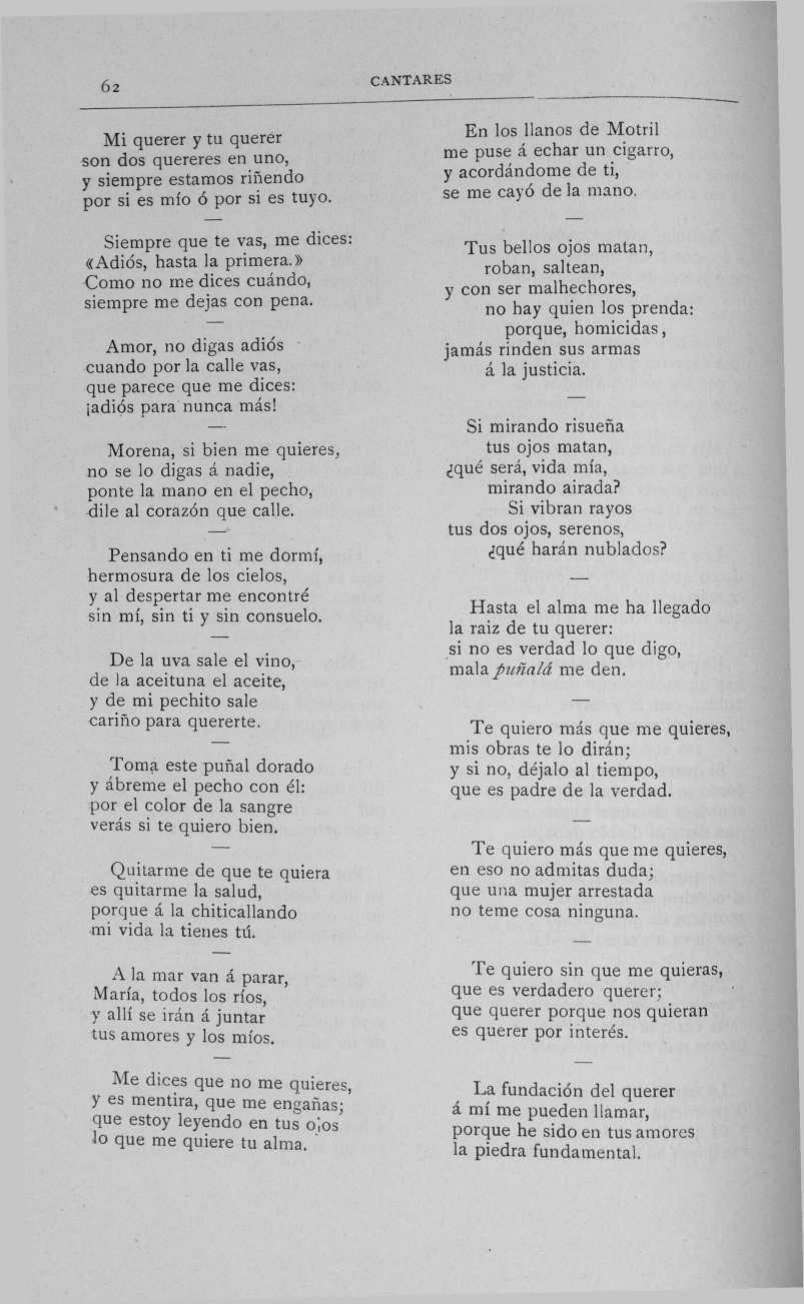 62
CANTARES
Mi querer y tu querer
son dos quereres en uno,
y siempre estamos riñendo
por si es mío ó por si es tuyo.
Siempre que te vas, me dices:
«Adiós, hasta la primera.»
Como no me dices cuándo,
siempre me dejas con pena.
Amor, no digas adiós
cuando por la calle vas,
que parece que me dices:
¡adiós para nunca más!
Morena, si bien me quieres,
no se lo digas á nadie,
ponte la mano en el pecho,
dile al corazón que calle.
Pensando en ti me dormí,
hermosura de los cielos,
y al despertar me encontré
sin mí, sin ti y sin consuelo.
De la uva sale el vino,
de la aceituna el aceite,
y de mi pechito sale
cariño para quererte.
Toma este puñal dorado
y ábreme el pecho con él:
por el color de la sangre
verás si te quiero bien.
Quitarme de que te quiera
es quitarme la salud,
porque á la chiticallando
mi vida la tienes tú.
A la mar van á parar,
María, todos los ríos,
y allí se irán á juntar
tus amores y los míos.
Me dices que no me quieres,
y es mentira, que me engañas;
que estoy leyendo en tus ojos
lo que me quiere tu alma.
En los llanos de Motril
me puse á echar un cigarro,
y acordándome de ti,
se me cayó de la mano.
Tus bellos ojos matan,
roban, saltean,
y con ser malhechores,
no hay quien los prenda:
porque, homicidas,
jamás rinden sus armas
á la justicia.
Si mirando risueña
tus ojos matan,
¿qué será, vida mía,
mirando airada?
Si vibran rayos
tus dos ojos, serenos,
¿qué harán nublados?
Hasta el alma me ha llegado
la raiz de tu querer:
si no es verdad lo que digo,
mala puñalá me den.
Te quiero más que me quieres,
mis obras te lo dirán;
y si no, déjalo al tiempo,
que es padre de la verdad.
Te quiero más que me quieres,
en eso no admitas duda;
que una mujer arrestada
no teme cosa ninguna.
Te quiero sin que me quieras,
que es verdadero querer;
que querer porque nos quieran
es querer por interés.
La fundación del querer
á mí me pueden llamar,
porque he sido en tus amores
la piedra fundamental.